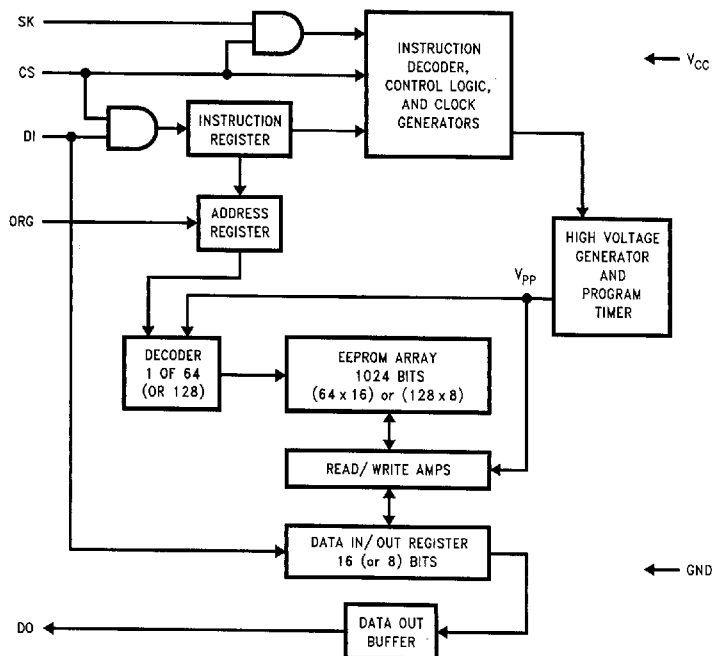 SK
CS
DI
ORG
INSTRUCTION
REGISTER
ADDRESS
REGISTER
INSTRUCTION
DECODER,
CONTROL LOGIC,
AND CLOCK
GENERATORS
VCC
HIGH VOLTAGE
GENERATOR
AND
PROGRAM
TIMER
VPP
DECODER
1 OF 64
(OR 128)
EEPROM ARRAY
1024 BITS
(64 x 16) or (128 x 8)
READ/WRITE AMPS
DATA IN/OUT REGISTER
16 (or 8) BITS
GND
DO
DATA OUT
BUFFER